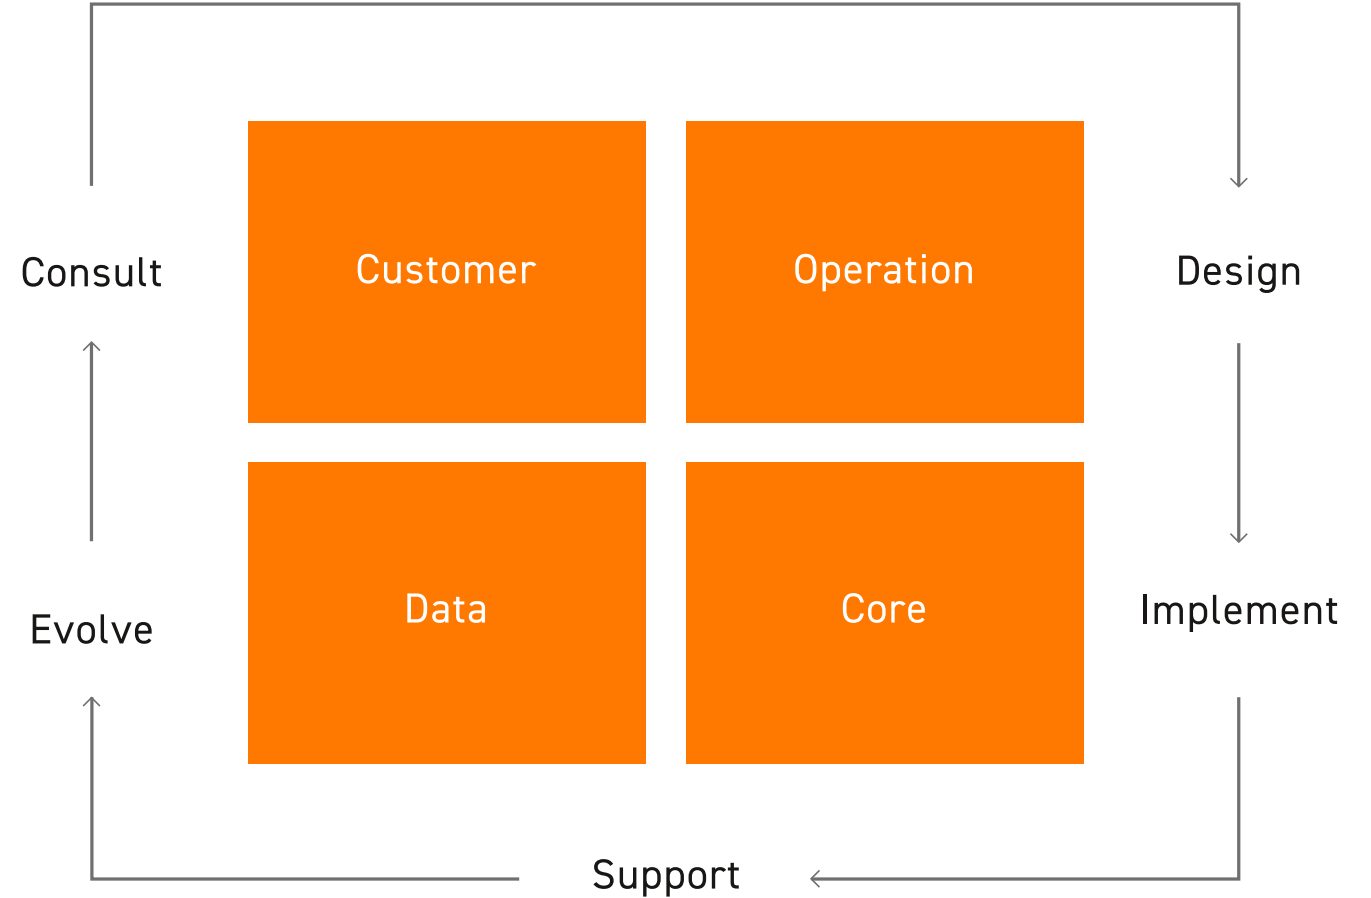 Consult
Customer
Operation
Design
Evolve
Data
Core
Implement
Support